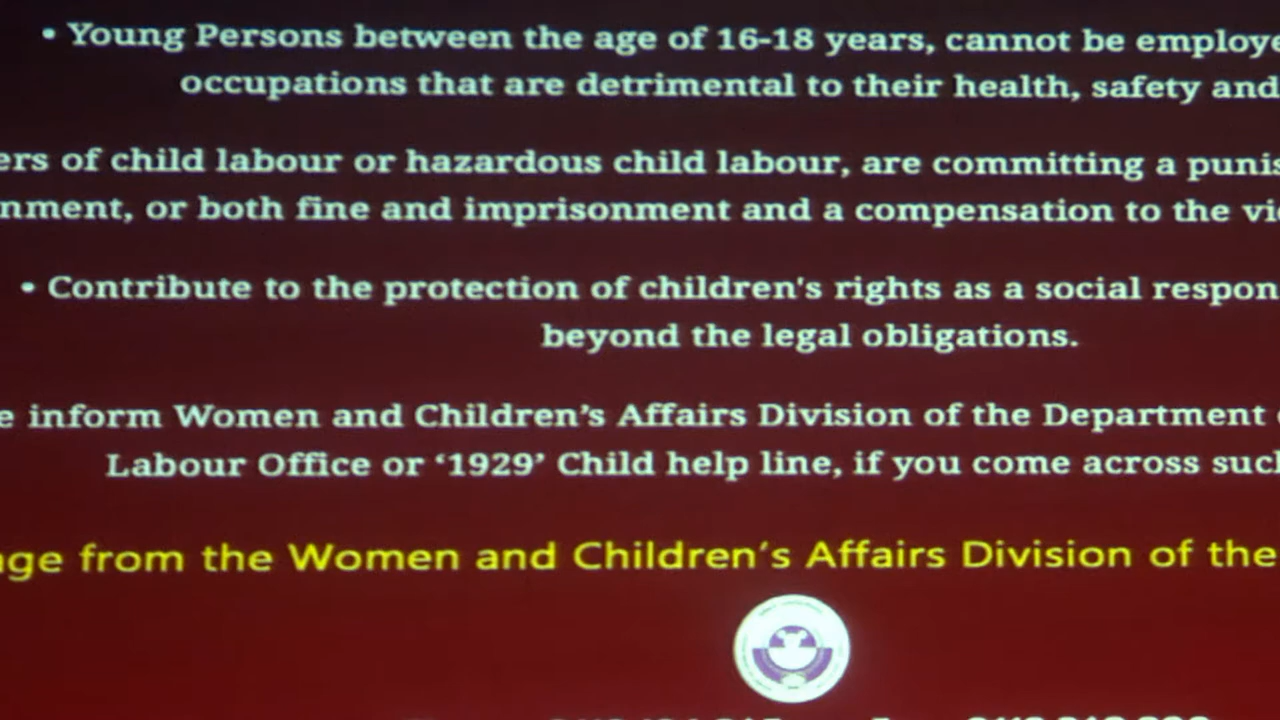 • Young Persons between the age of 16-18 years, cannot be employe
occupations that are detrimental to their health, safety and
ers of child labour or hazardous child labour, are committing a punis
nment, or both fine and imprisonment and a compensation to the vi
• Contribute to the protection of children's rights as a social respon
beyond the legal obligations.
e inform Women and Children’s Affairs Division of the Department
Labour Office or ‘1929’ Child help line, if you come across such
age from the Women and Children’s Affairs Division of the